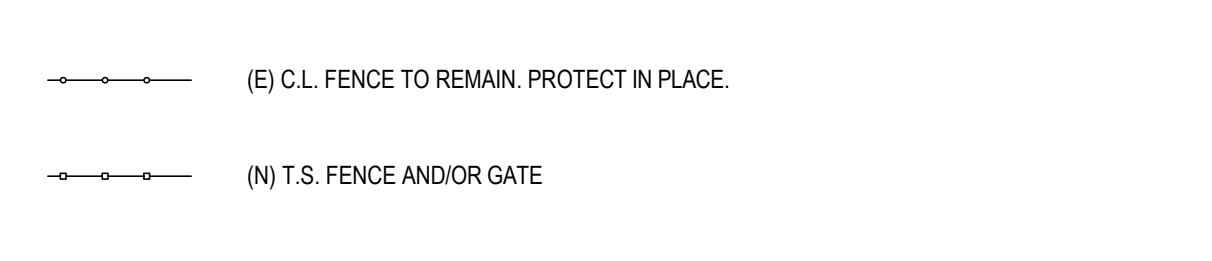 (E) C.L. FENCE TO REMAIN. PROTECT IN PLACE.
(N) T.S. FENCE AND/OR GATE